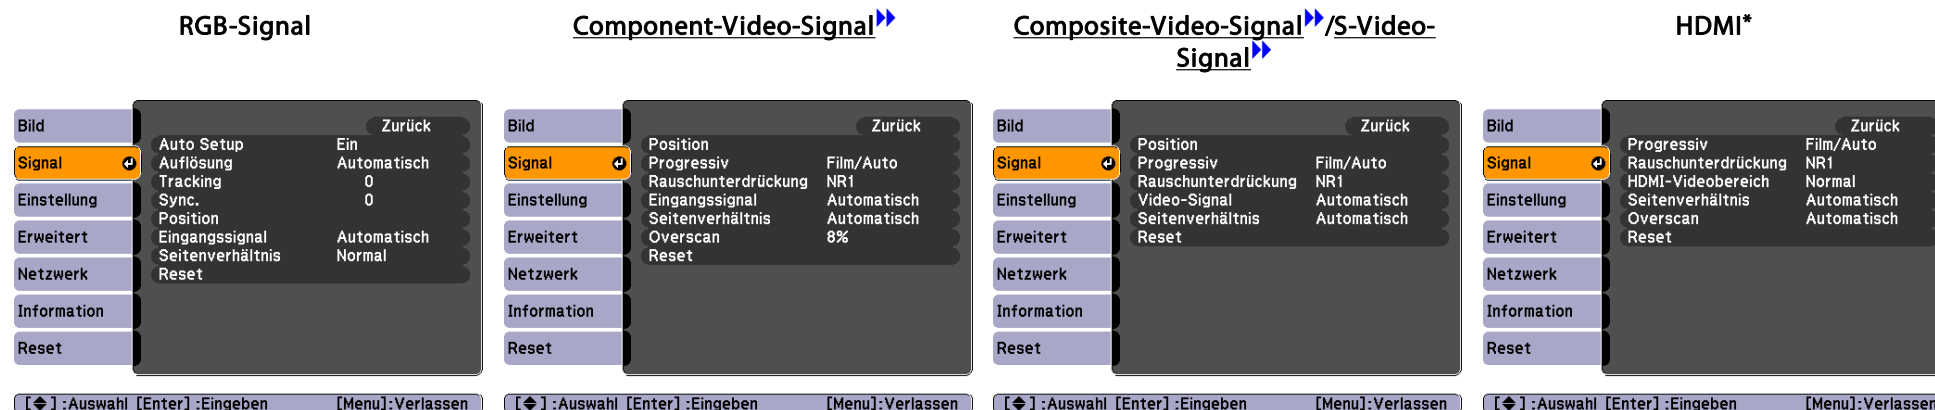 RGB-Signal
Bild
Signal
Einstellung
Erweitert
Netzwerk
Information
Reset
Zurück
Auto Setup Ein
Auflösung Automatisch
Tracking 0
Sync. 0
Position
Eingangssignal Automatisch
Seitenverhältnis Normal
Reset
[◆] :Auswahl [Enter] :Eingeben [Menu]:Verlassen
Component-Video-Signal
Bild
Signal
Einstellung
Erweitert
Netzwerk
Information
Reset
Zurück
Position
Progressiv Film/Auto
Rauschunterdrückung NR1
Eingangssignal Automatisch
Seitenverhältnis Automatisch
Overscan 8%
Reset
[◆] :Auswahl [Enter] :Eingeben [Menu]:Verlassen
Composite-Video-Signal/S-Video-
Signal
Bild
Signal
Einstellung
Erweitert
Netzwerk
Information
Reset
Zurück
Position
Progressiv Film/Auto
Rauschunterdrückung NR1
Video-Signal Automatisch
Seitenverhältnis Automatisch
Reset
[◆] :Auswahl [Enter] :Eingeben [Menu]:Verlassen
HDMI*
Bild
Signal
Einstellung
Erweitert
Netzwerk
Information
Reset
Zurück
Progressiv Film/Auto
Rauschunterdrückung NR1
HDMI-Videobereich Normal
Seitenverhältnis Automatisch
Overscan Automatisch
Reset
[◆] :Auswahl [Enter] :Eingeben [Menu]:Verlassen